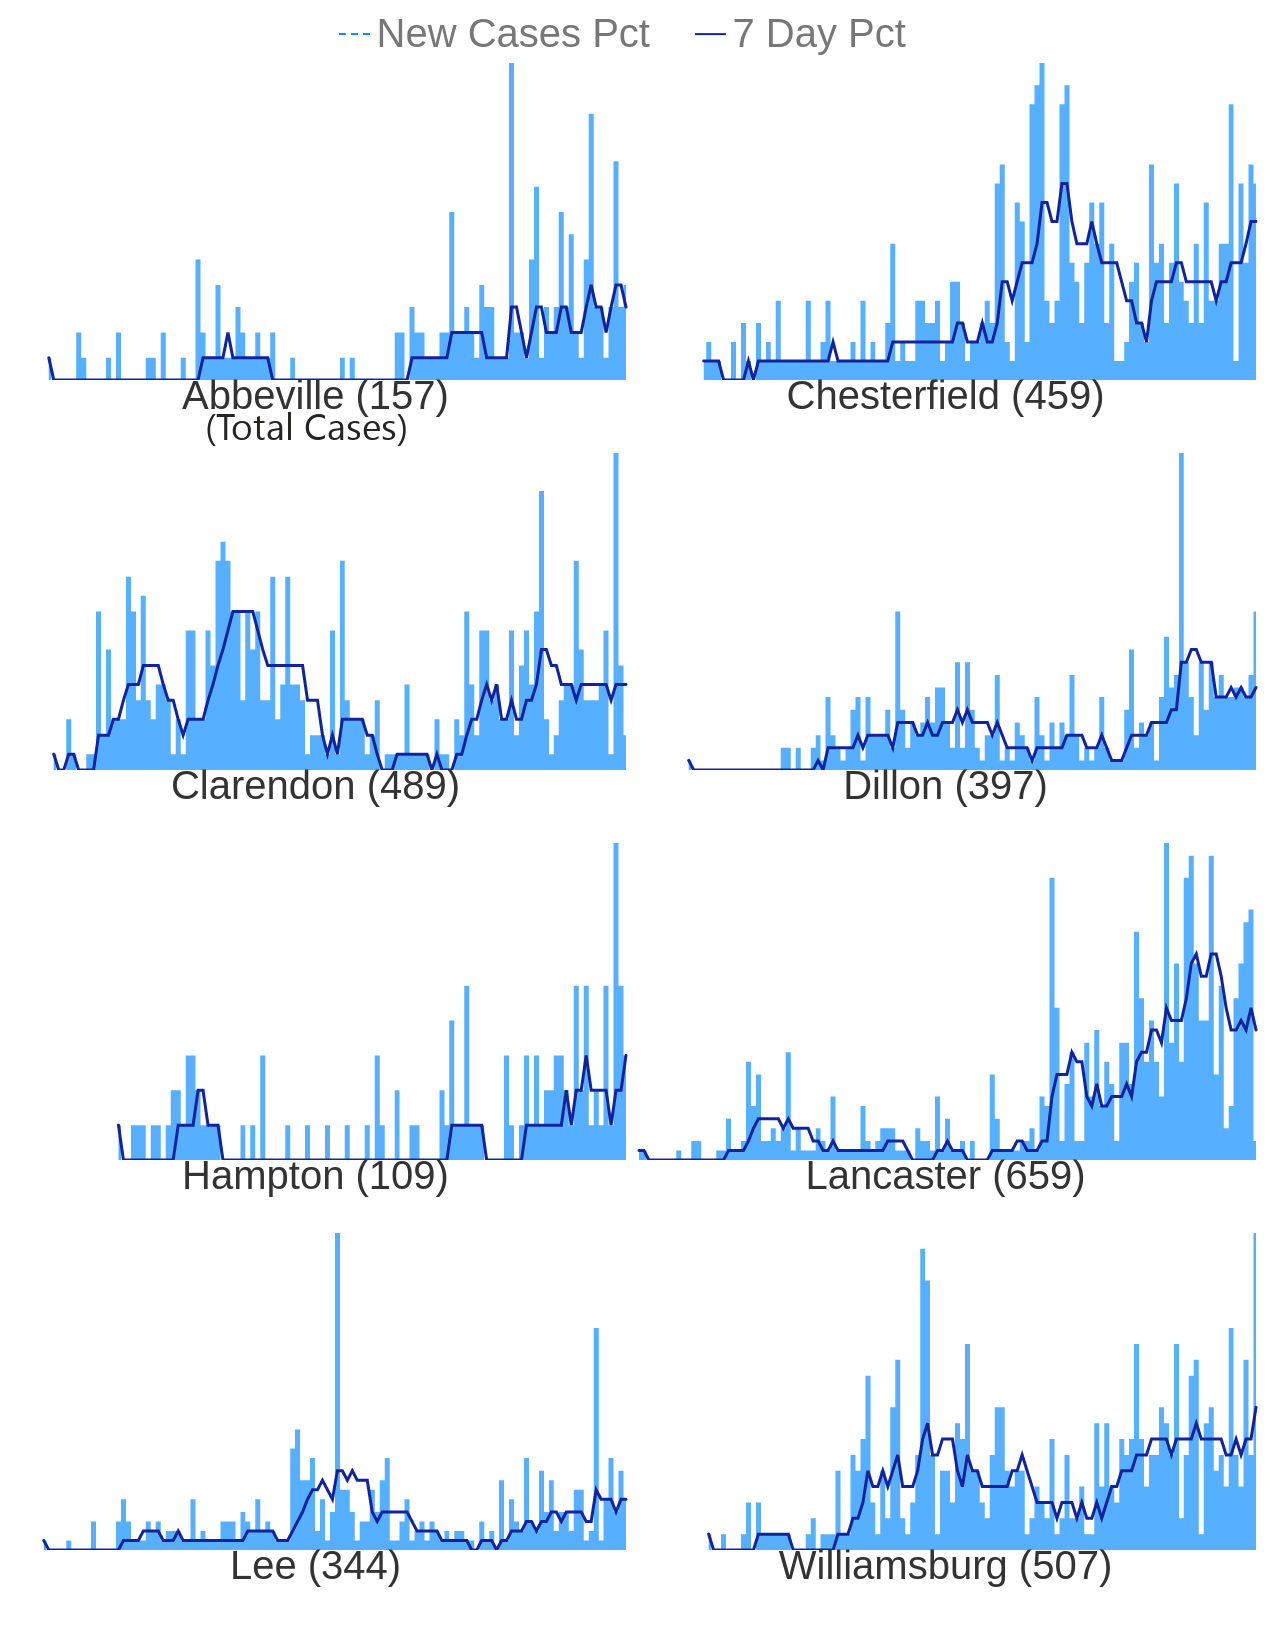 New Cases Pct 7 Day Pct
Abbeville (157) Chesterfield (459)
(Total Cases)
Clarendon (489) Dillon (397)
Hampton (109) Lancaster (659)
Lee (344) Williamsburg (507)